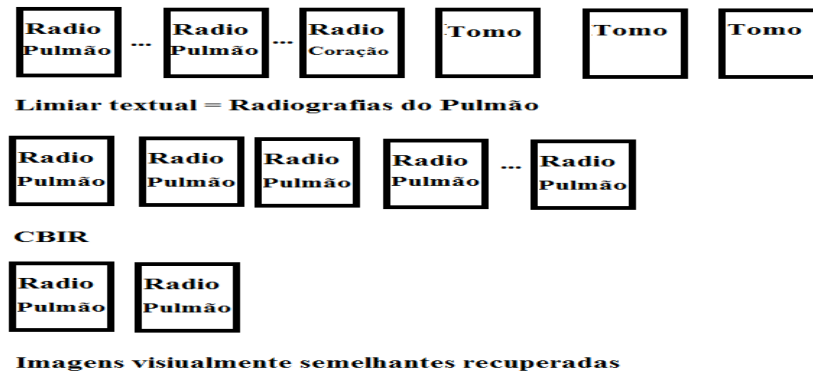 Radio Radio Radio Tomo Tomo Tomo
Pulmão ... Pulmão ... Coração
Limiar textual = Radiografias do Pulmão
Radio Radio Radio Radio ... Radio
Pulmão Pulmão Pulmão Pulmão Pulmão
CBIR
Radio Radio
Pulmão Pulmão
Imagens visiualmente semelhantes recuperadas